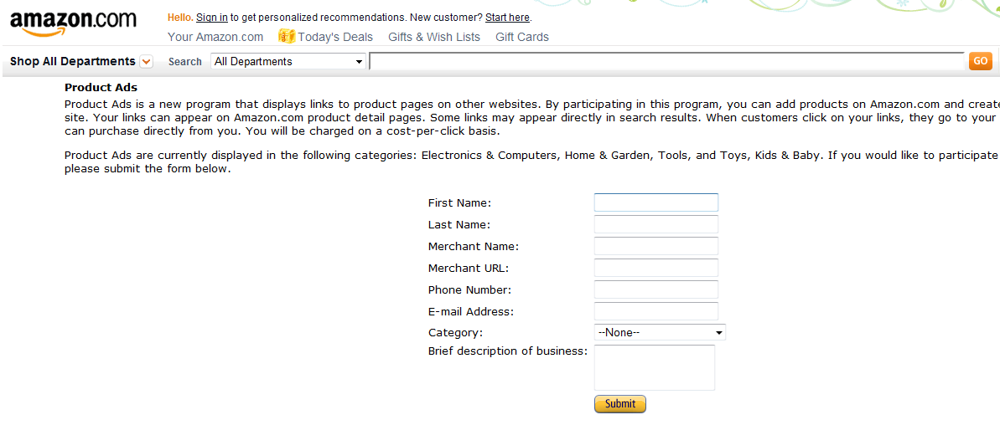 amazon.com
Hello. Sign in to get personalized recommendations. New customer? Start here.
Your Amazon.com Today's Deals Gifts & Wish Lists Gift Cards
Shop All Departments Search All Departments GO
Product Ads
Product Ads is a new program that displays links to product pages on other websites. By participating in this program, you can add products on Amazon.com and create
site. Your links can appear on Amazon.com product detail pages. Some links may appear directly in search results. When customers click on your links, they go to your
can purchase directly from you. You will be charged on a cost-per-click basis.
Product Ads are currently displayed in the following categories: Electronics & Computers, Home & Garden, Tools, and Toys, Kids & Baby. If you would like to participate
please submit the form below.
First Name:
Last Name:
Merchant Name:
Merchant URL:
Phone Number:
E-mail Address:
Category: --None--
Brief description of business:
Submit